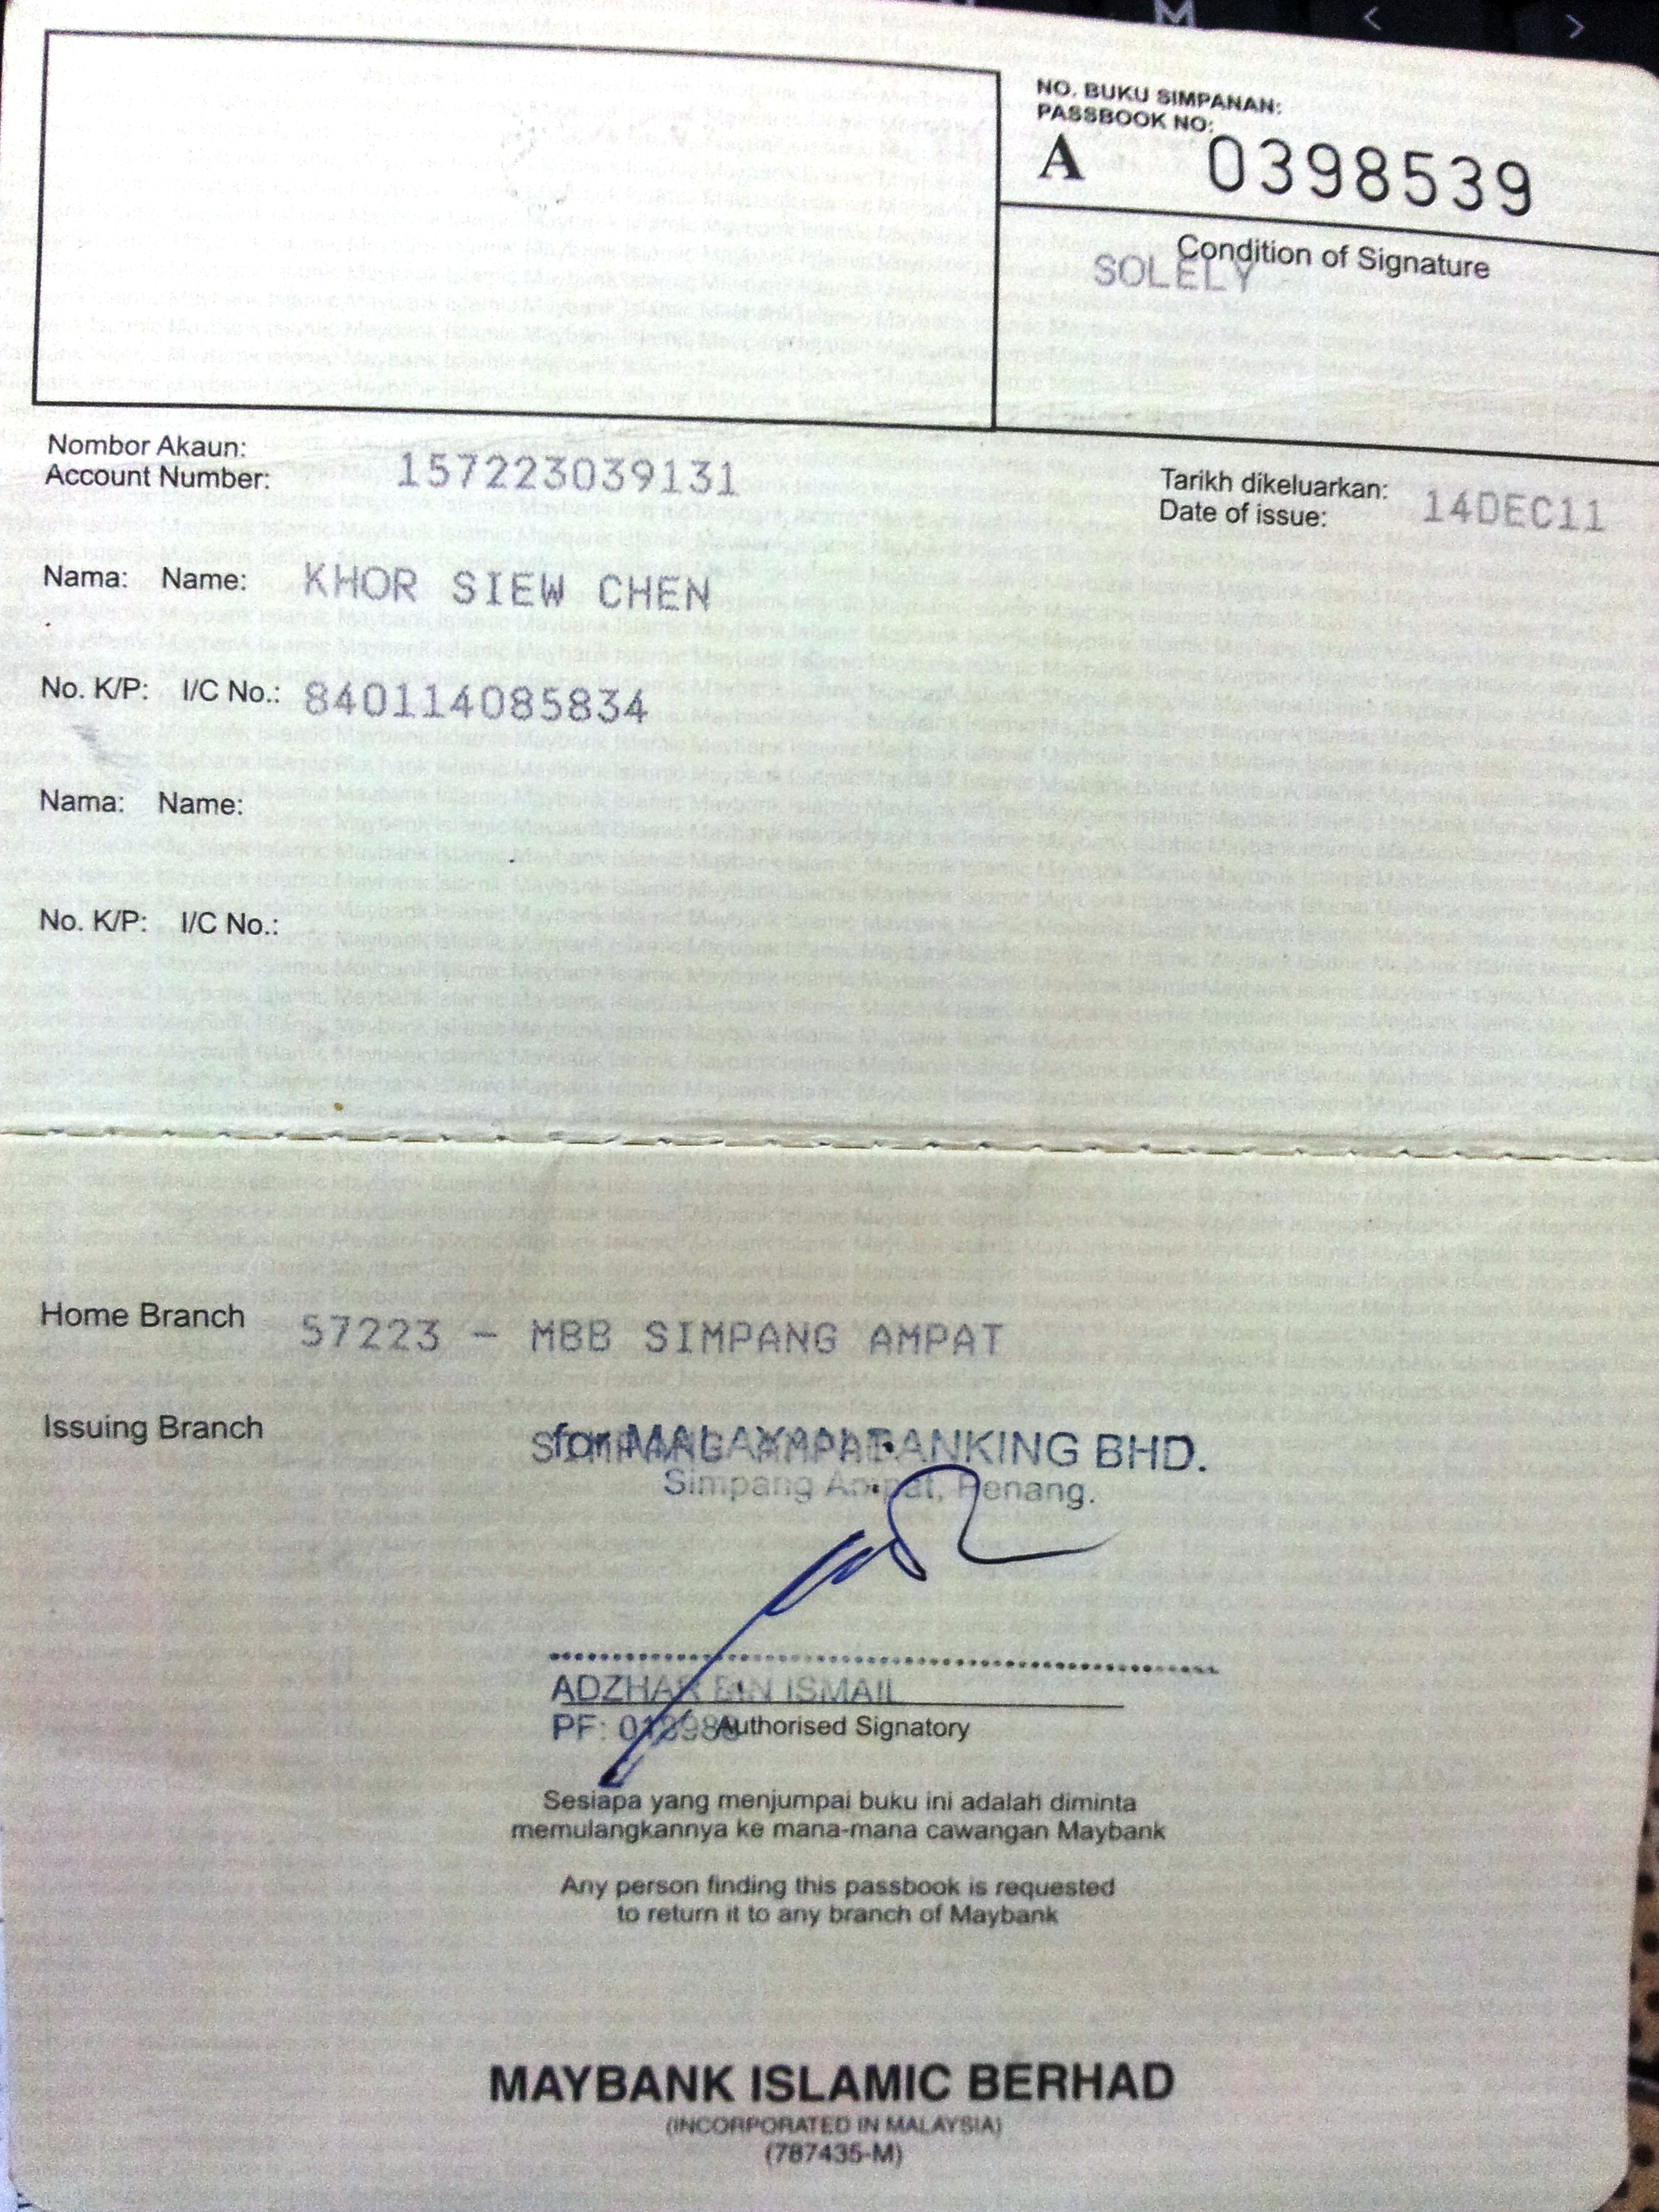 NO. BUKU SIMPANAN:
PASSBOOK NO:
A 03985539
Condition of Signature
SOLELY
Nombor Akaun:
Account Number: 157223039131
Tarikh dikeluarkan:
Date of issue: 14DEC11
Nama: Name: KHOR SIEW CHEN
No. K/P: I/C No.: 840114085834
Nama: Name:
No. K/P: I/C No.:
Home Branch 57223 - MBB SIMPANG AMPAT
Issuing Branch
BANKING BHD.
Simpang Ampat, Penang.
ADZHAR BIN ISMAIL
PF:
Authorised Signatory
Sesiapa yang menjumpai buku ini adalah diminta
memulangkannya ke mana-mana cawangan Maybank
Any person finding this passbook is requested
to return it to any branch of Maybank
MAYBANK ISLAMIC BERHAD
(INCORPORATED IN MALAYSIA)
(787435-M)